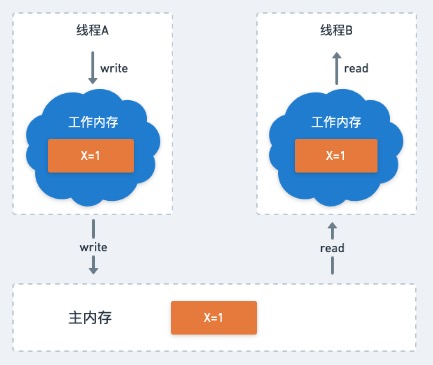 线程A
线程B
write
read
工作内存
工作内存
X=1
X=1
write
read
主内存
X=1